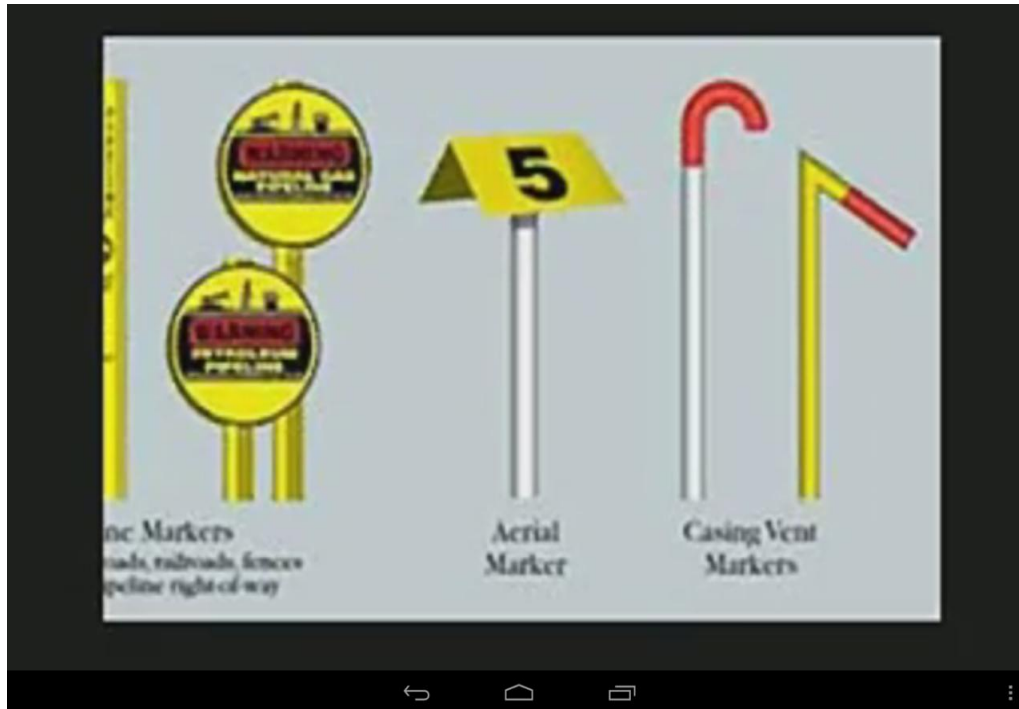 WARNING
NATURAL GAS
PIPELINE
WARNING
PETROLEUM
PIPELINE
5
ne Markers
oads, railroads, fences
peline right-of-way
Aerial
Marker
Casing Vent
Markers